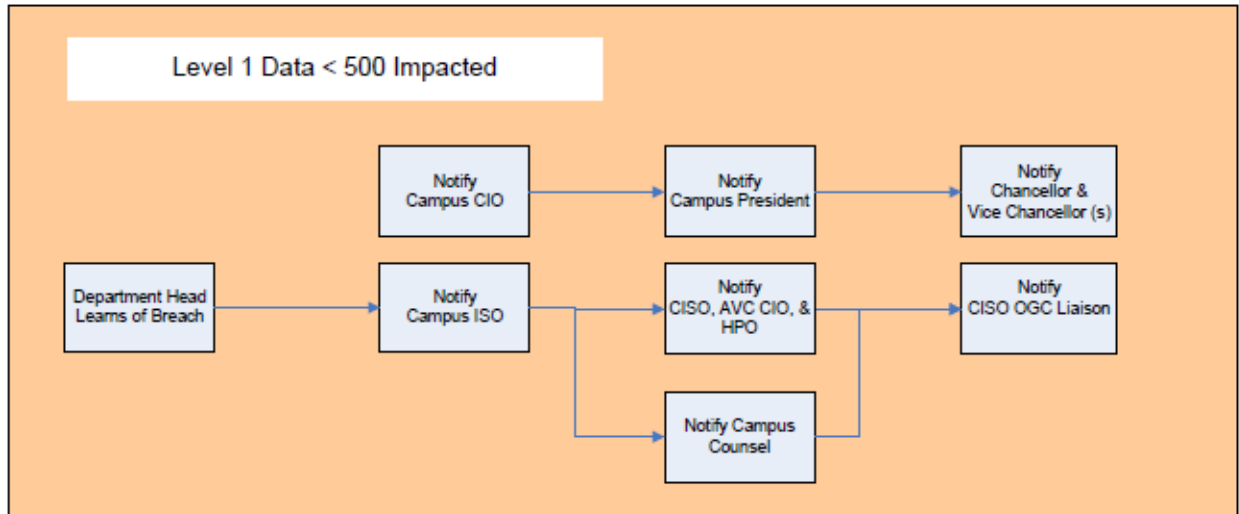 Level 1 Data < 500 Impacted
Notify
Campus CIO
Notify
Campus President
Notify
Chancellor &
Vice Chancellor (s)
Department Head
Learns of Breach
Notify
Campus ISO
Notify
CISO, AVC CIO, &
HPO
Notify
CISO OGC Liaison
Notify Campus
Counsel